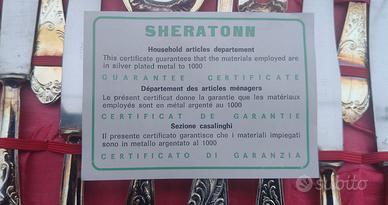 SHERATONN
Household articles departement
This certificate guarantees that the materials employed are
in silver plated metal to 1000
GUARANTEE CERTIFICATE
Département des articles ménagers
Le présent certificat donne da garantie que les matériaux
employés sont en métal argenté au 1000
CERTIFICAT DE GARANTIE
Sezione casalinghi
Il presente certificato garantisce che i materiali impiegati
sono in metallo argentato al 1000
CERTIFICATO DI GARANZIA
subito